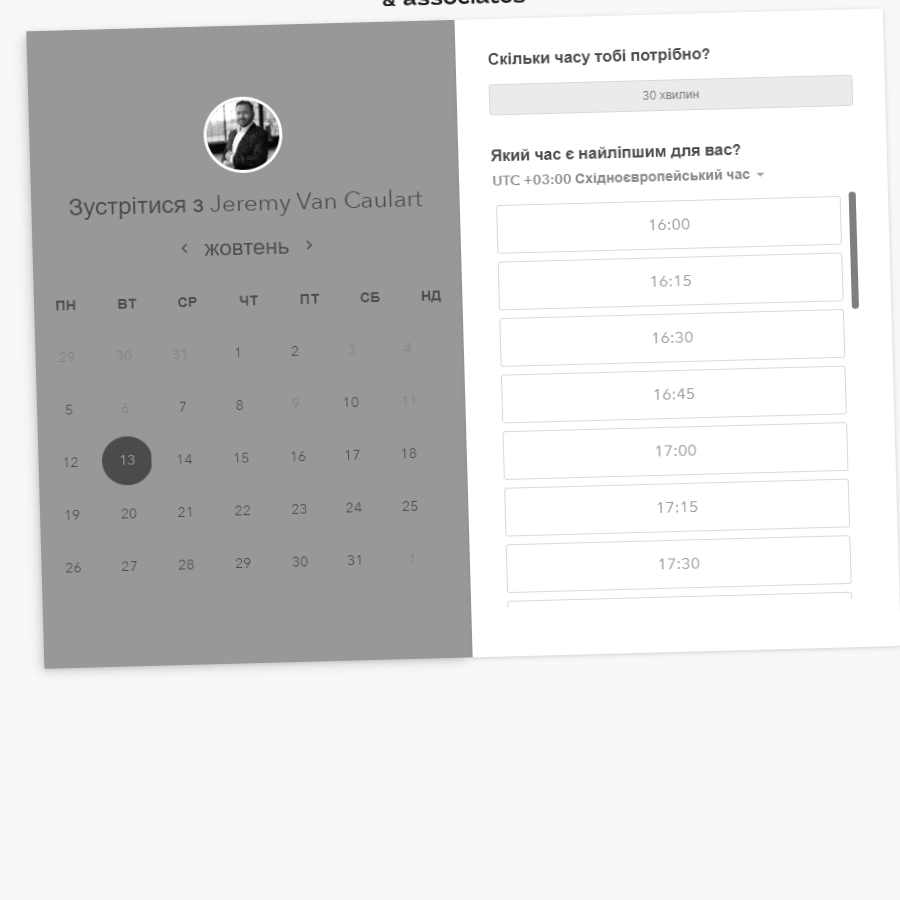 & associates
Зустрітися з Jeremy Van Caulart
‹ жовтень ›
ПН ВТ СР ЧТ ПТ СБ НД
29 30 31 1 2 3 4
5 6 7 8 9 10 11
12 13 14 15 16 17 18
19 20 21 22 23 24 25
26 27 28 29 30 31 1
Скільки часу тобі потрібно?
30 хвилин
Який час є найліпшим для вас?
UTC +03:00 Східноєвропейський час
16:00
16:15
16:30
16:45
17:00
17:15
17:30